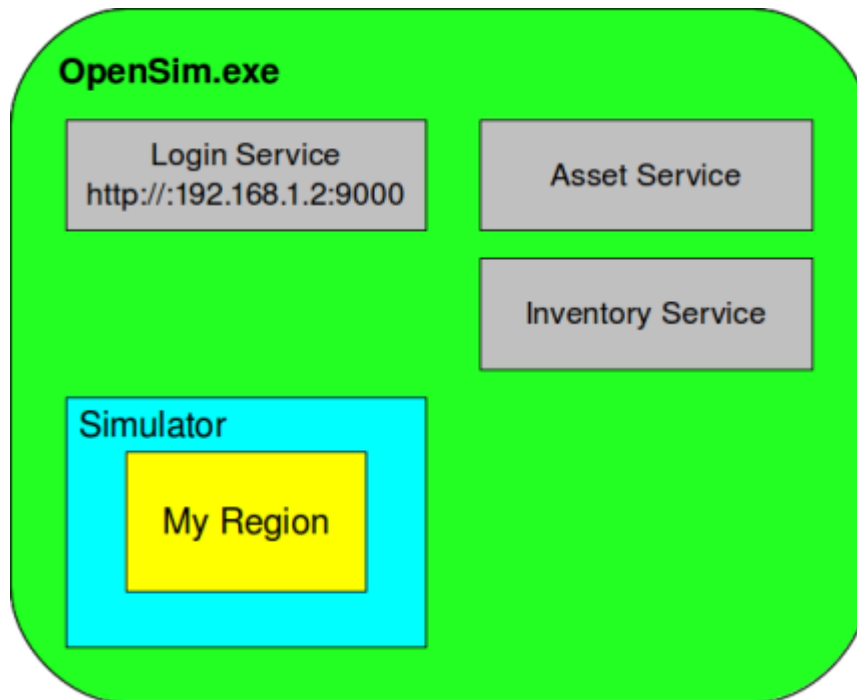 OpenSim.exe
Login Service
http://:192.168.1.2:9000
Asset Service
Inventory Service
Simulator
My Region